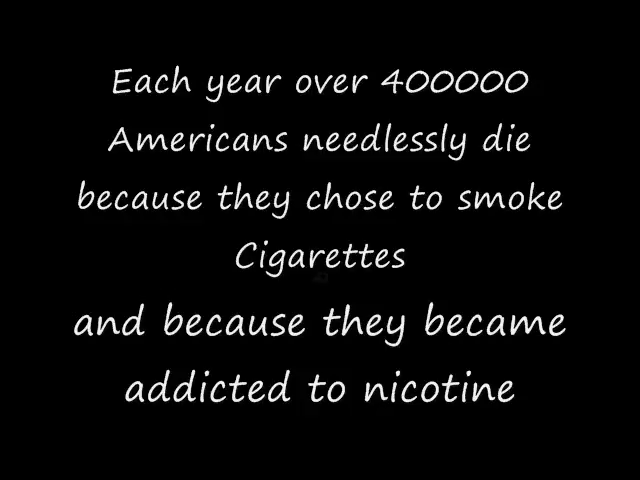 Each year over 400000
Americans needlessly die
because they chose to smoke
Cigarettes
and because they became
addicted to nicotine